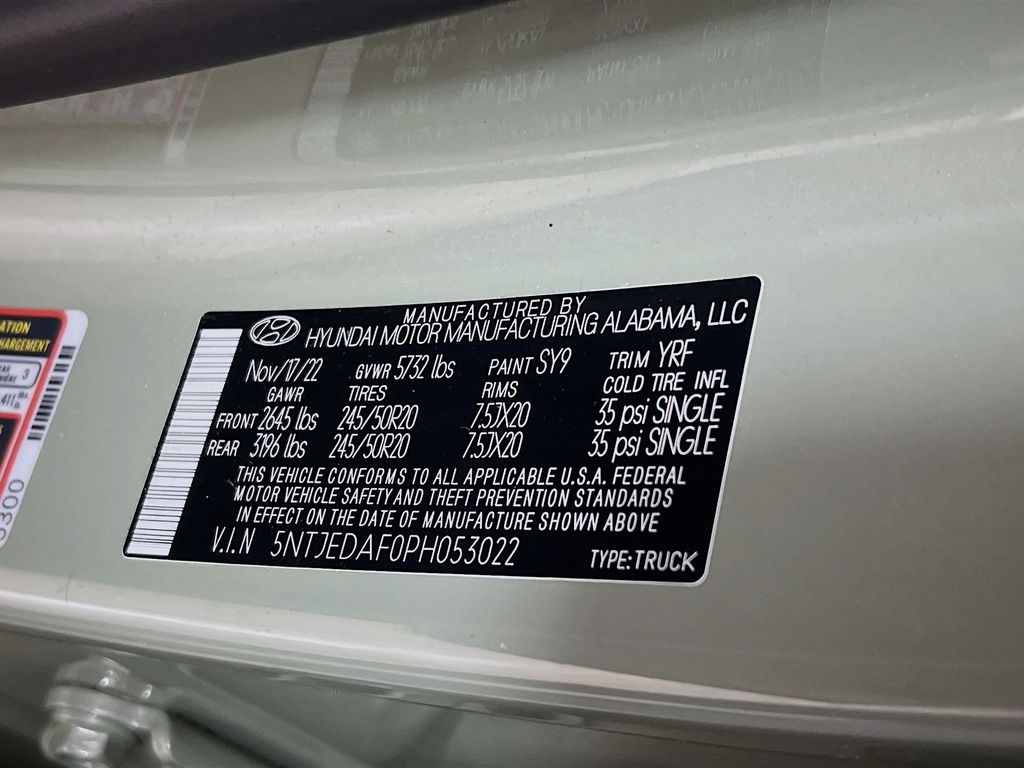 MANUFACTURED BY
HYUNDAI MOTOR MANUFACTURING ALABAMA, LLC
Nov/17/22 GVWR 5732 lbs PAINT SY9 TRIM YRF
GAWR TIRES RIMS COLD TIRE INFL
FRONT 2645 lbs 245/50R20 7.5JX20 35 psi SINGLE
REAR 3196 lbs 245/50R20 7.5JX20 35 psi SINGLE
THIS VEHICLE CONFORMS TO ALL APPLICABLE U.S.A. FEDERAL
MOTOR VEHICLE SAFETY AND THEFT PREVENTION STANDARDS
IN EFFECT ON THE DATE OF MANUFACTURE SHOWN ABOVE
V.I.N 5NTJEDAF0PH053022 TYPE:TRUCK